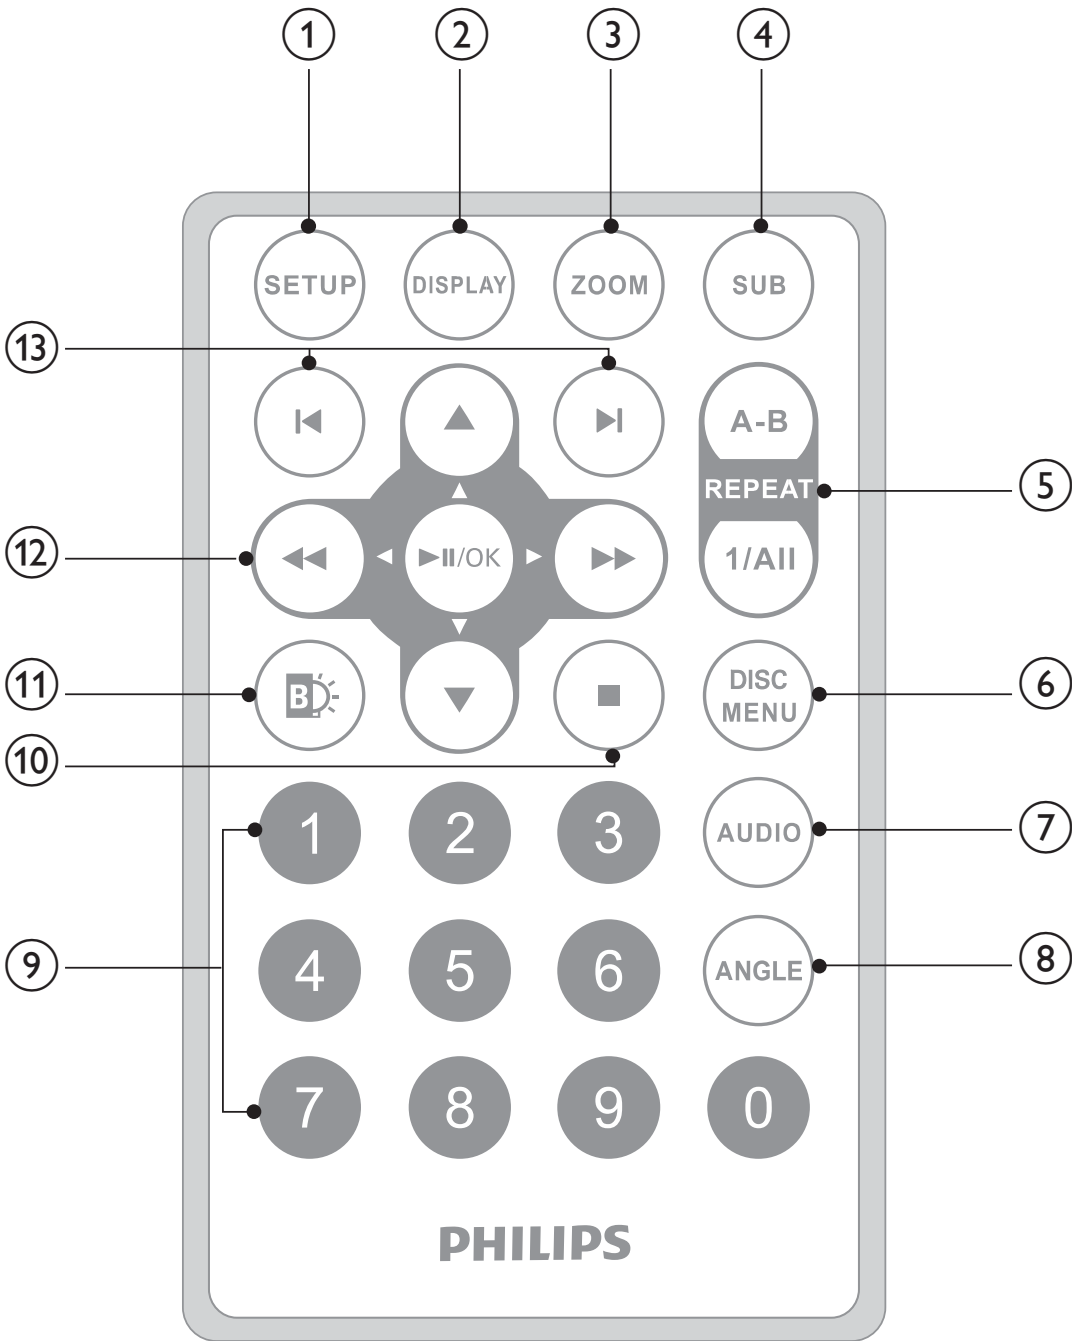 1 2 3 4
SETUP DISPLAY ZOOM SUB
13
A-B
REPEAT 5
12 /OK 1/All
11 B DISC MENU 6
10
1 2 3 AUDIO 7
9 4 5 6 ANGLE 8
7 8 9 0
PHILIPS